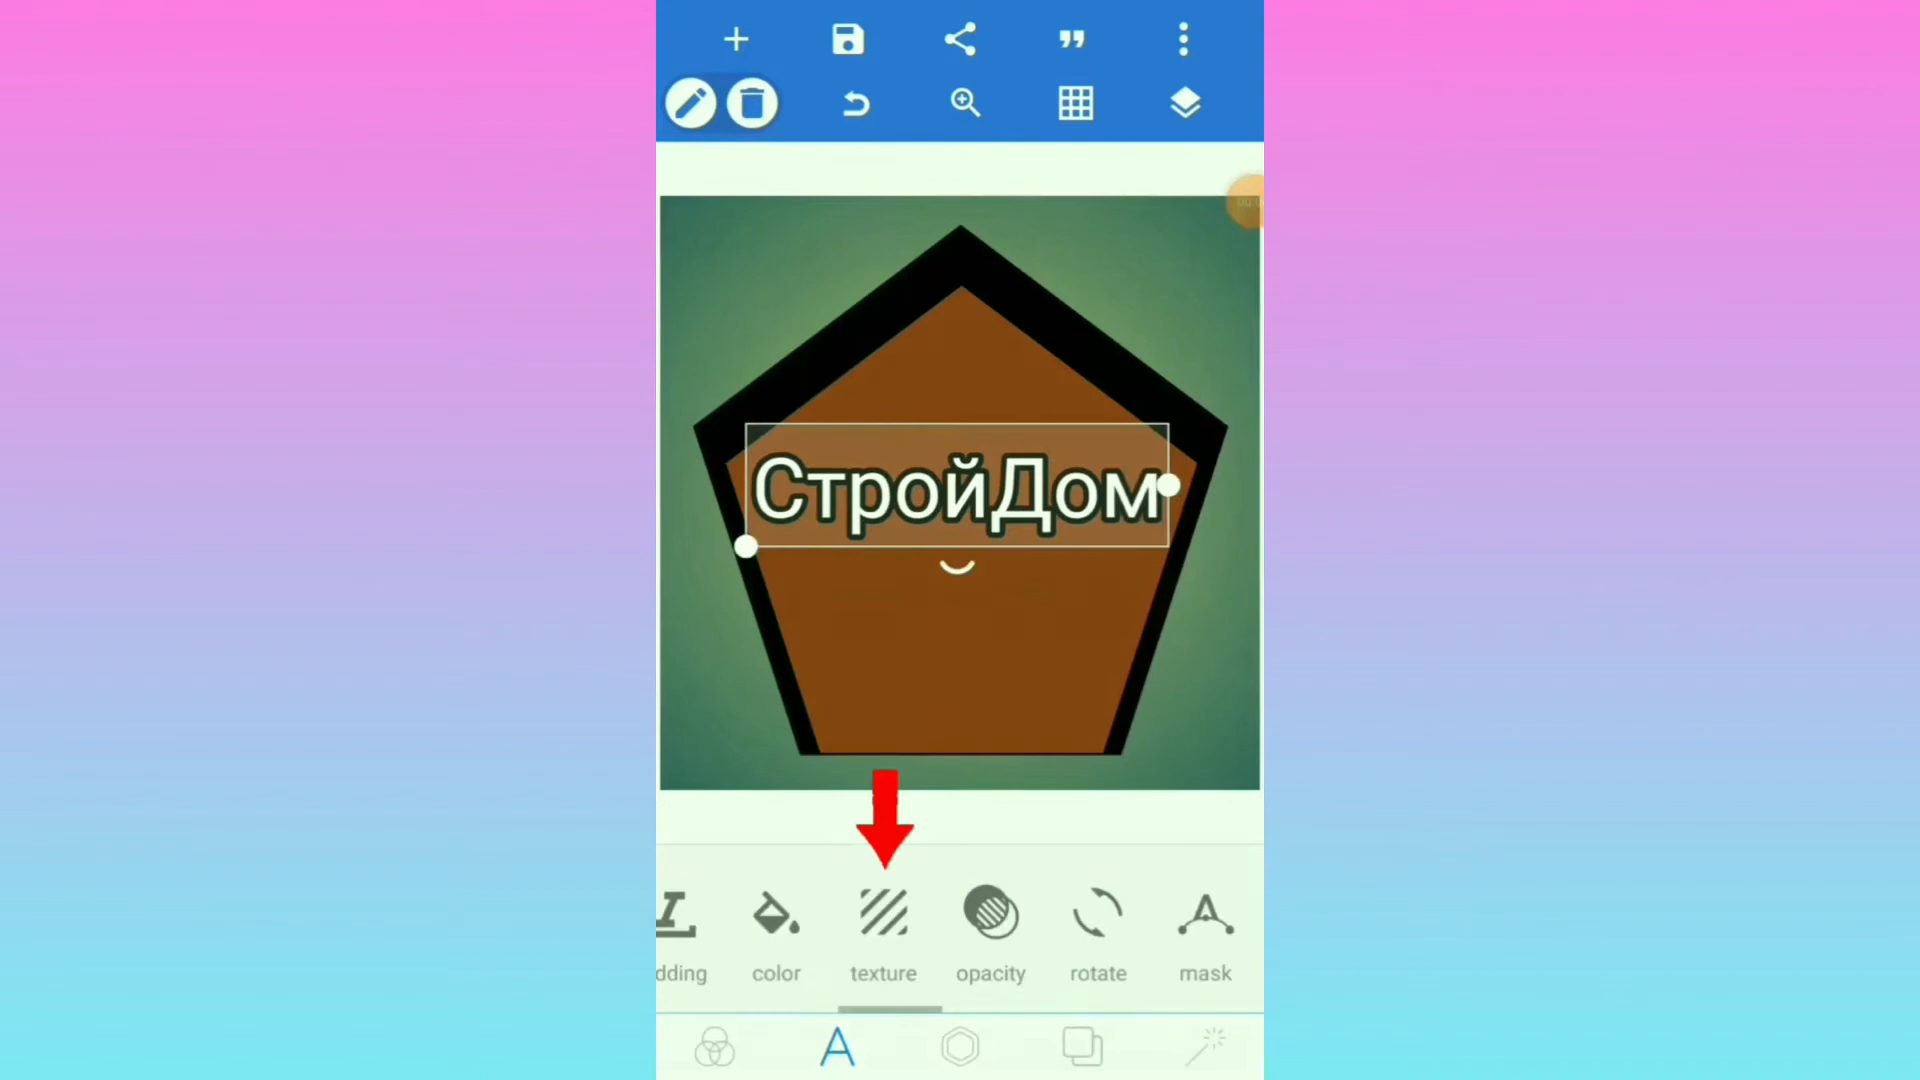 СтройДом
dding color texture opacity rotate mask